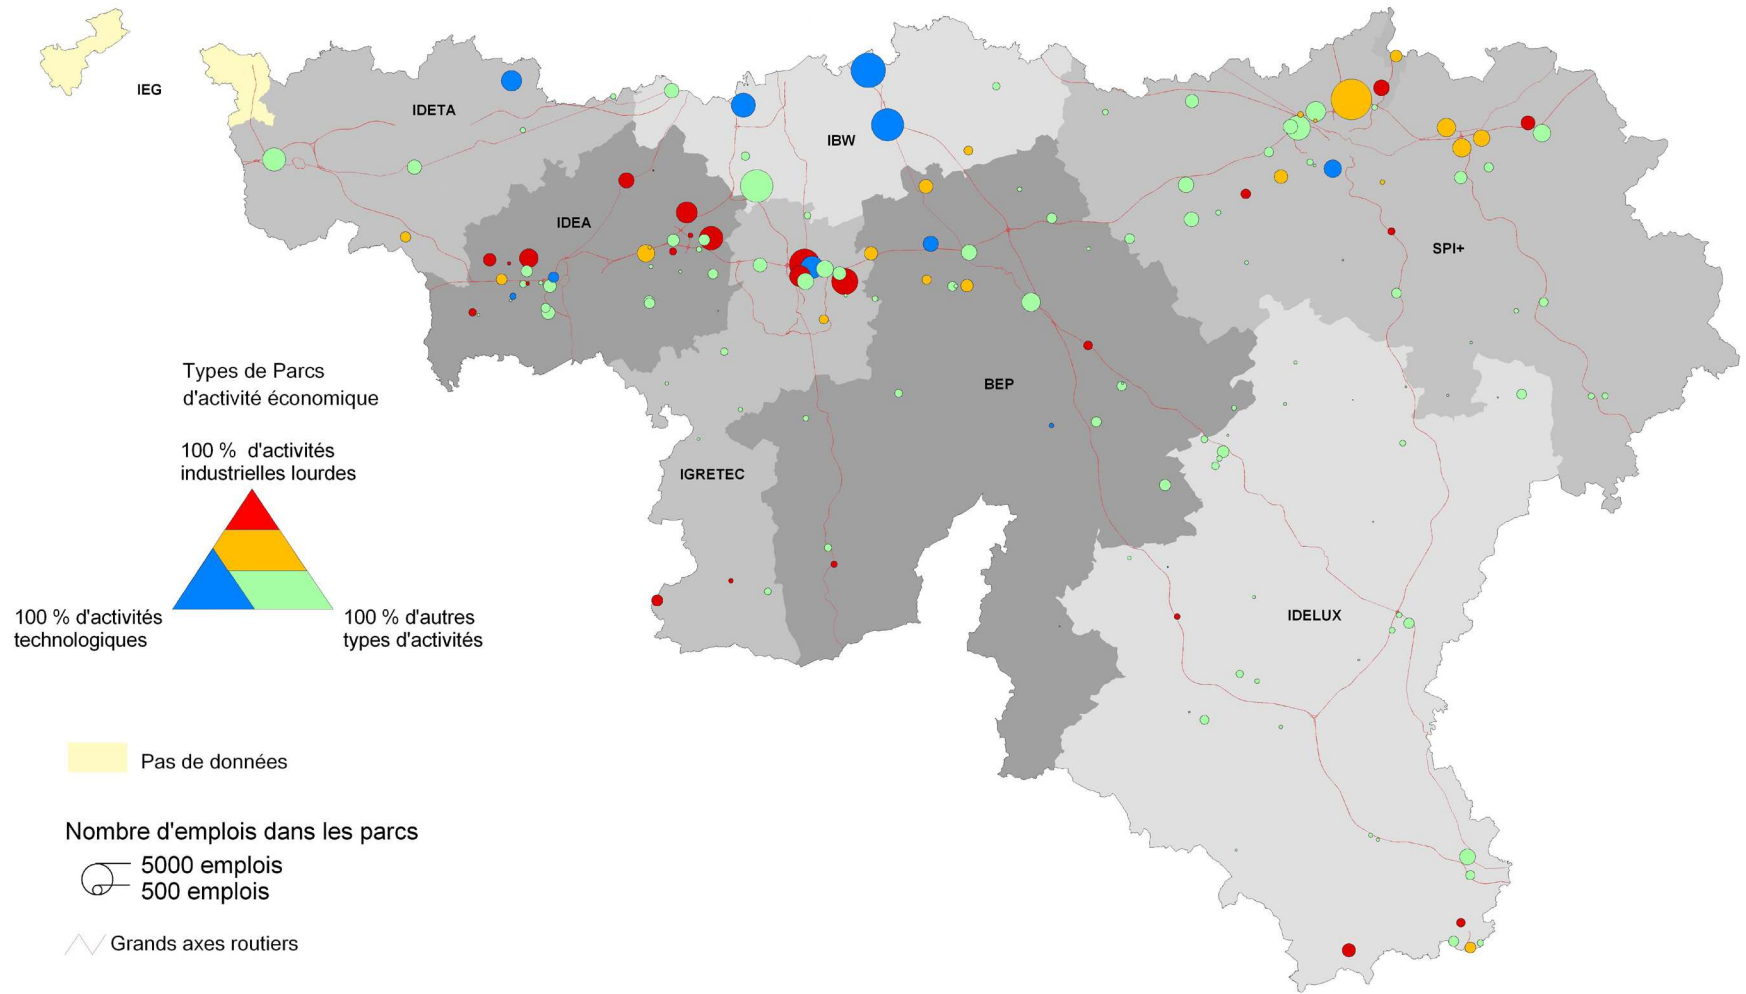 IEG
IDETA
IBW
IDEA
SPI+
BEP
IGRETEC
IDELUX
Types de Parcs
d'activité économique
100 % d'activités
industrielles lourdes
100 % d'activités
technologiques
100 % d'autres
types d'activités
Pas de données
Nombre d'emplois dans les parcs
5000 emplois
500 emplois
Grands axes routiers